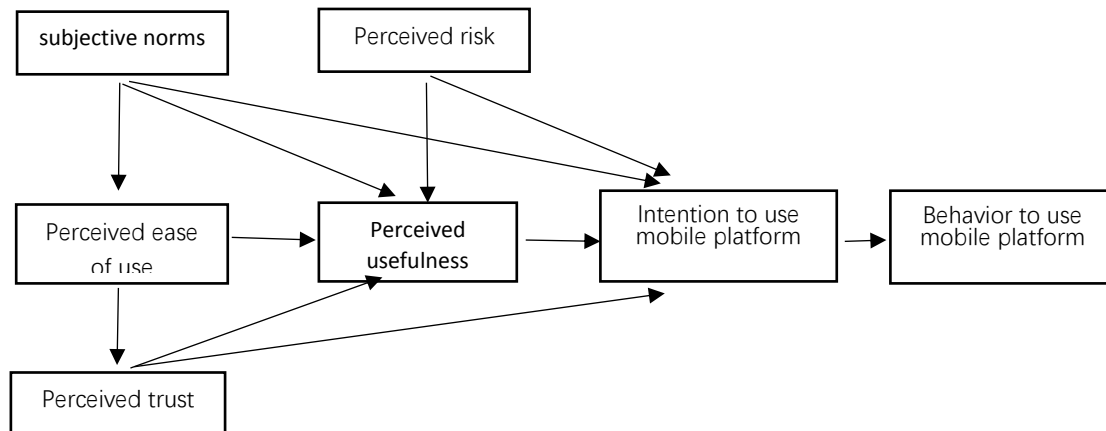 subjective norms
Perceived risk
Perceived ease
of use
Perceived
usefulness
Intention to use
mobile platform
Behavior to use
mobile platform
Perceived trust